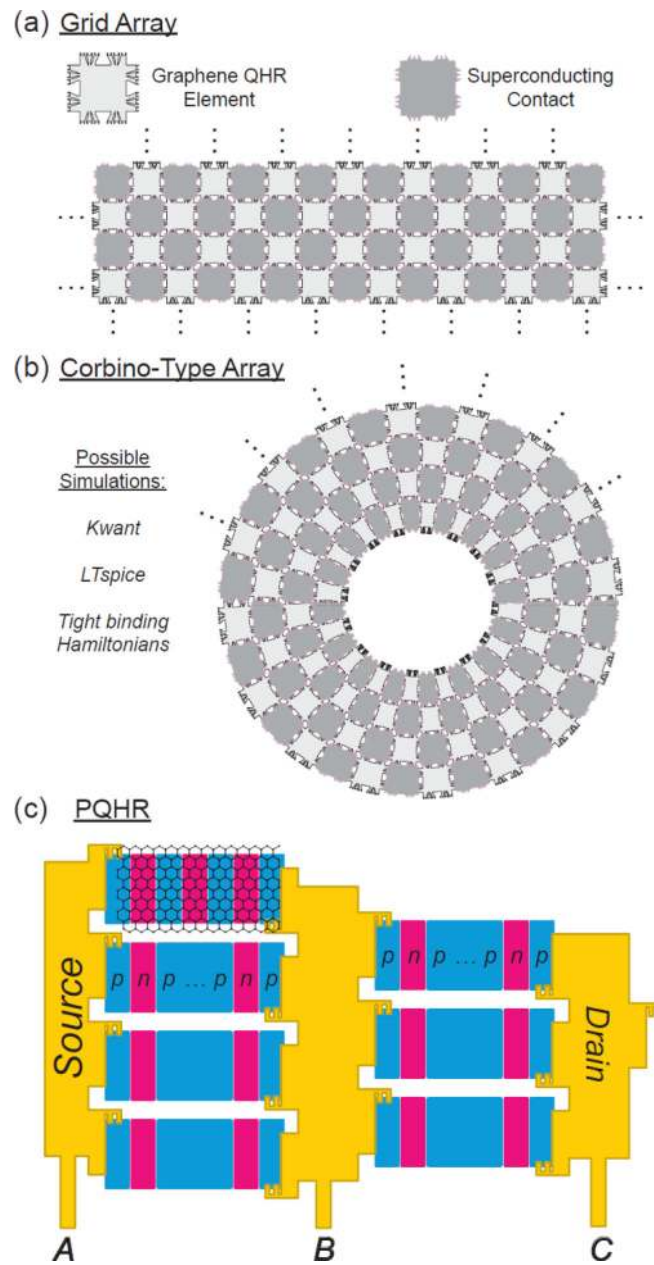 (a) Grid Array
Graphene QHR
Element
Superconducting
Contact
(b) Corbino-Type Array
Possible
Simulations:
Kwant
LTspice
Tight binding
Hamiltonians
(c) PQHR
Source
p n p ... p n p
p n p ... p n p
Drain
A B C